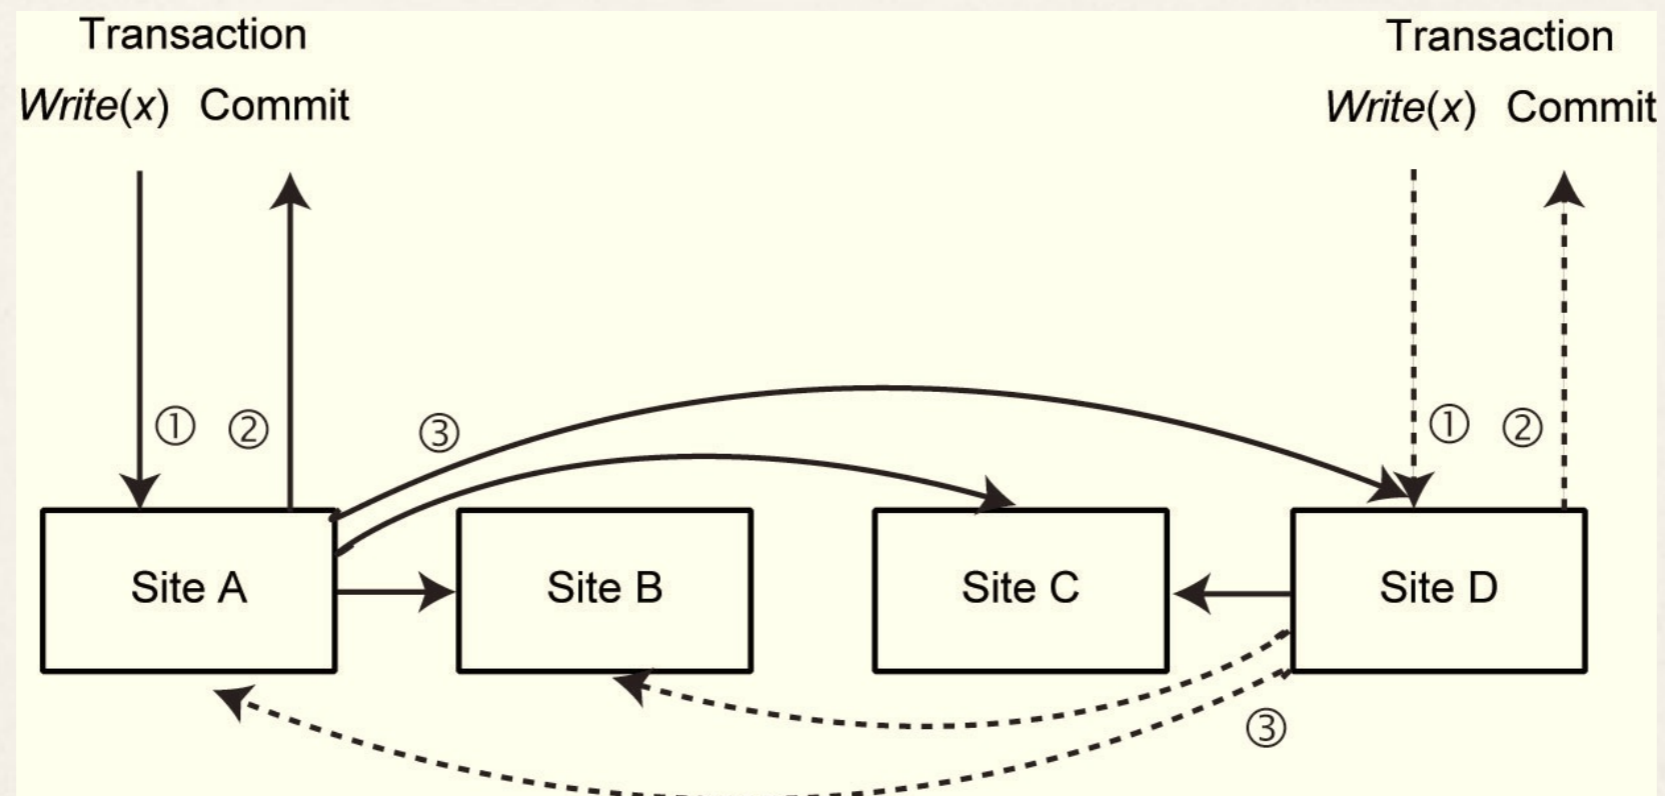 Transaction
Write(x) Commit
Transaction
Write(x) Commit
① ② ③
① ②
Site A
Site B
Site C
Site D
③